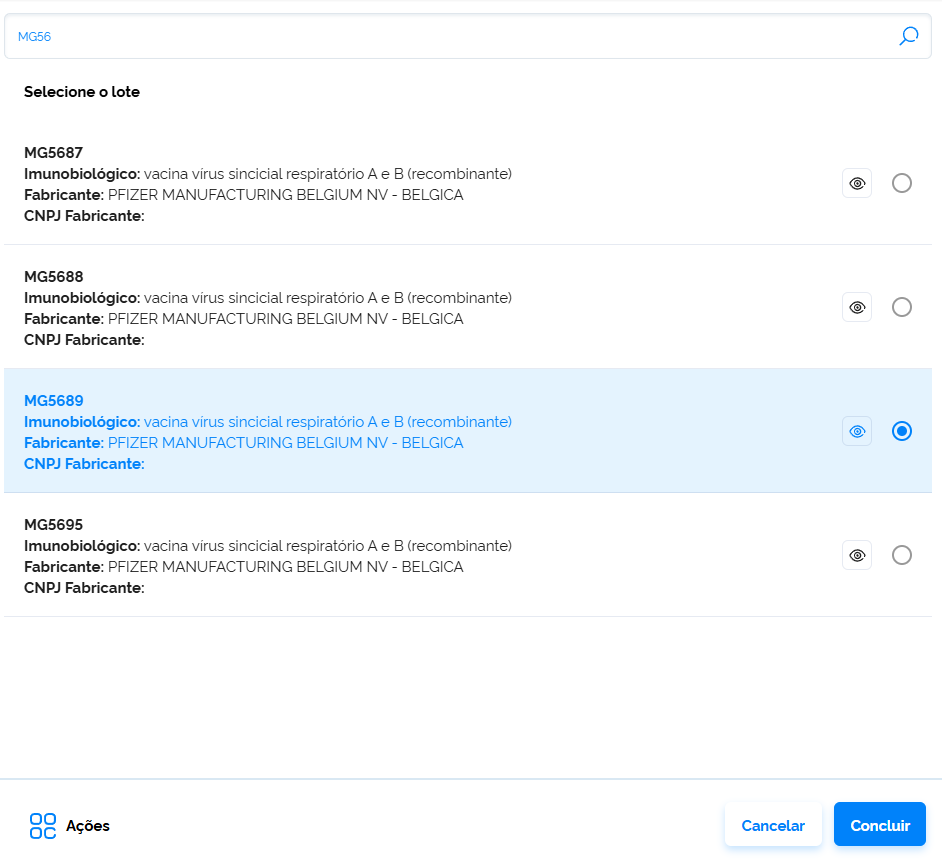 MG56
Selecione o lote
MG5687
Imunobiológico: vacina vírus sincicial respiratório A e B (recombinante)
Fabricante: PFIZER MANUFACTURING BELGIUM NV - BELGICA
CNPJ Fabricante:
MG5688
Imunobiológico: vacina vírus sincicial respiratório A e B (recombinante)
Fabricante: PFIZER MANUFACTURING BELGIUM NV - BELGICA
CNPJ Fabricante:
MG5689
Imunobiológico: vacina vírus sincicial respiratório A e B (recombinante)
Fabricante: PFIZER MANUFACTURING BELGIUM NV - BELGICA
CNPJ Fabricante:
MG5695
Imunobiológico: vacina vírus sincicial respiratório A e B (recombinante)
Fabricante: PFIZER MANUFACTURING BELGIUM NV - BELGICA
CNPJ Fabricante:
Ações
Cancelar
Concluir